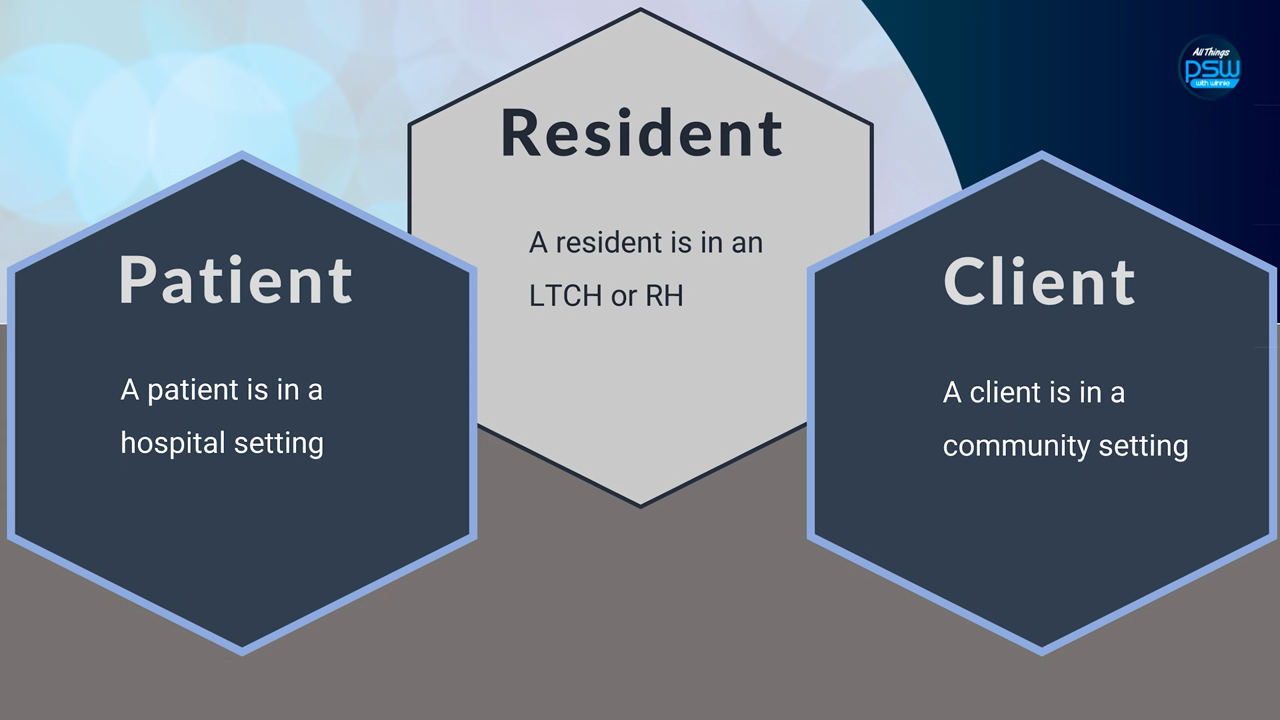 All Things
PSW
with winnie
Resident
A resident is in an
LTCH or RH
Patient
A patient is in a
hospital setting
Client
A client is in a
community setting